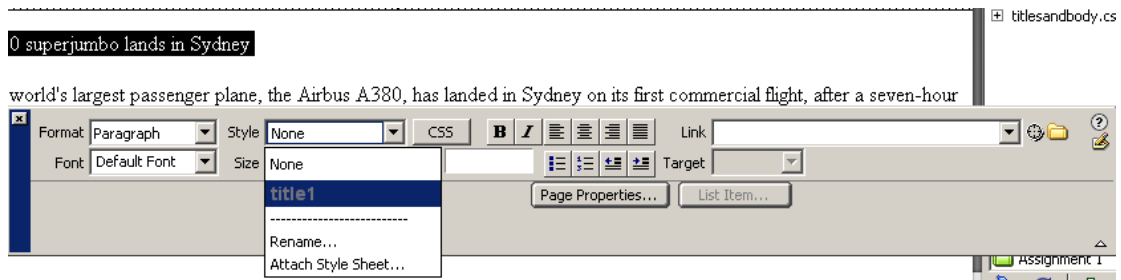 titlesandbody.cs
0 superjumbo lands in Sydney
world's largest passenger plane, the Airbus A380, has landed in Sydney on its first commercial flight, after a seven-hour
Format Paragraph Style None CSS B I Link
Font Default Font Size Target
None
title1
Page Properties... List Item...
--------------------------
Rename...
Attach Style Sheet...
Assignment 1